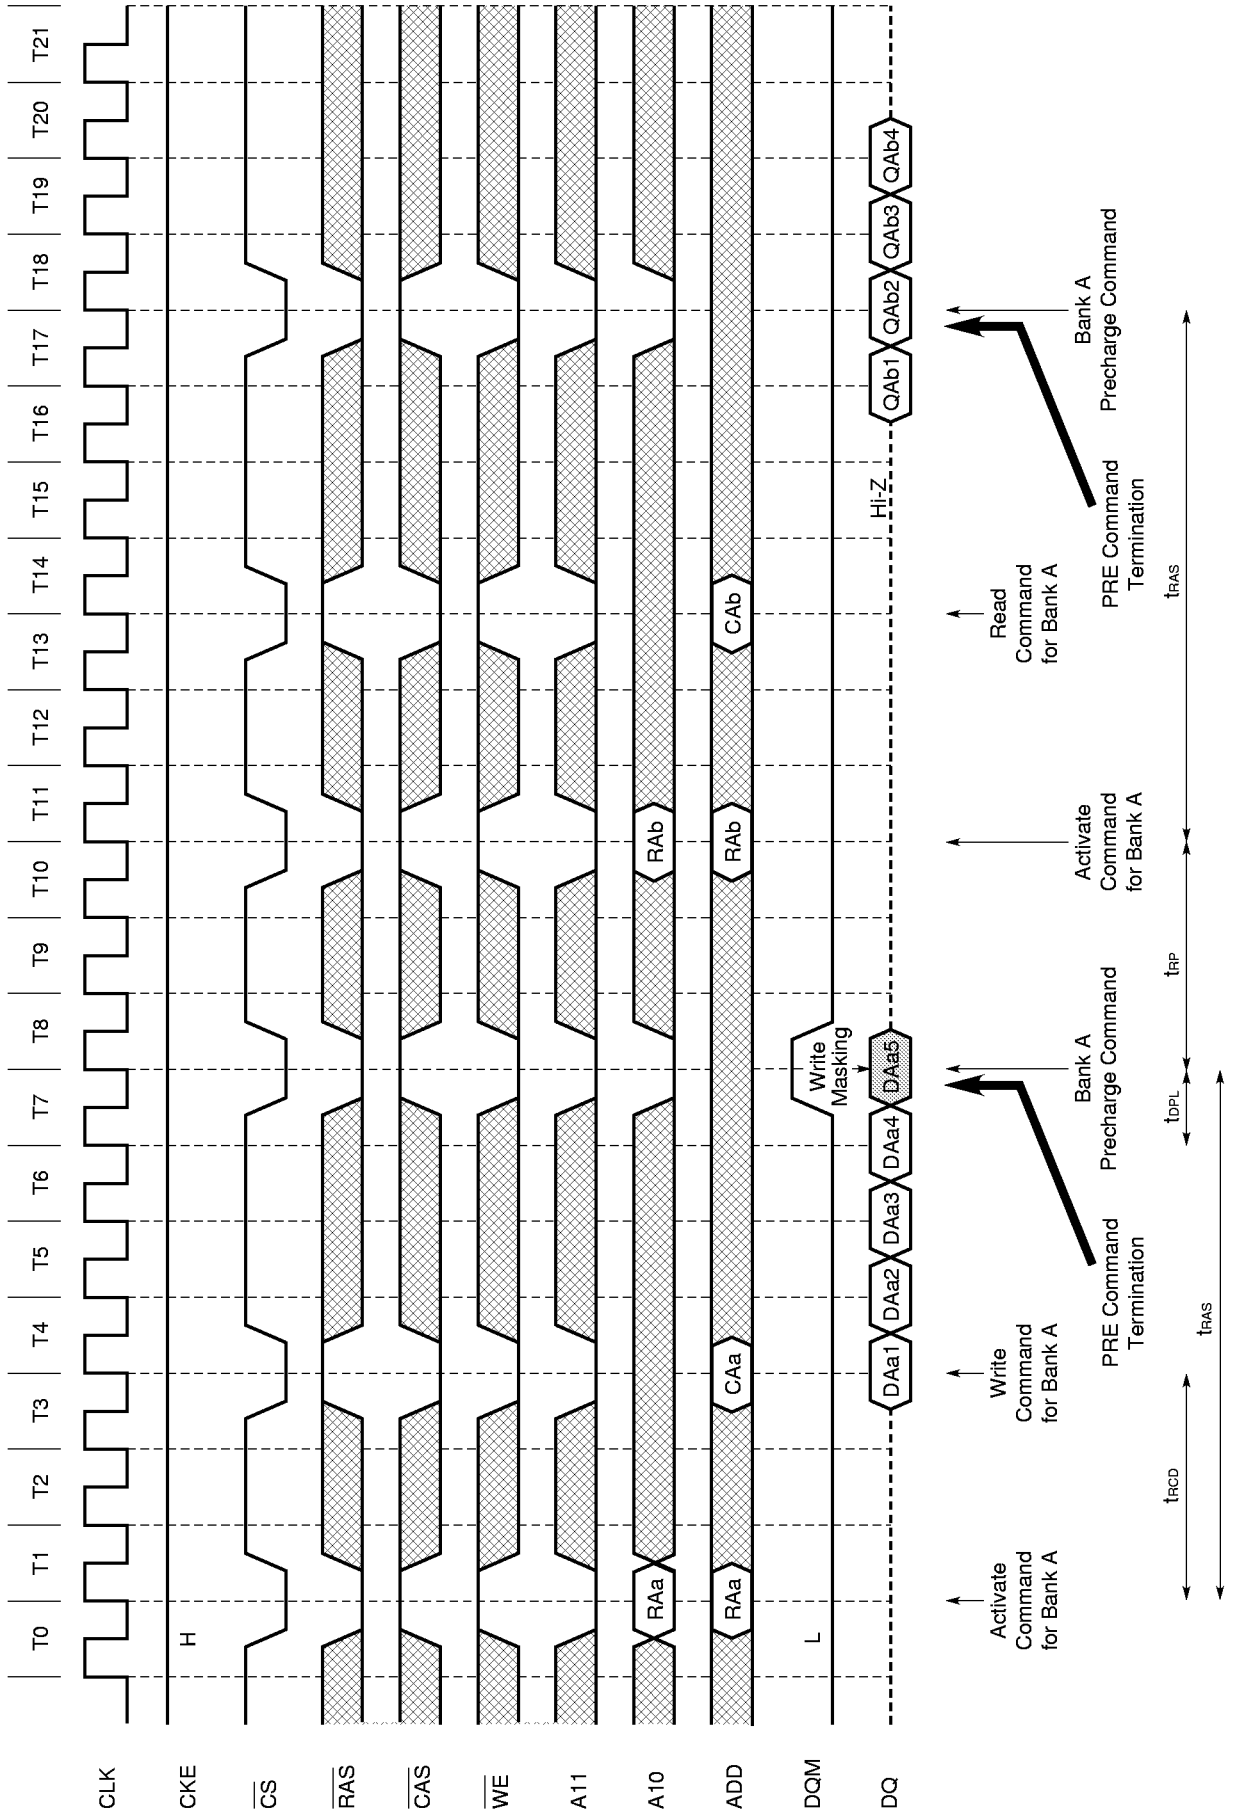 T0 T1 T2 T3 T4 T5 T6 T7 T8 T9 T10 T11 T12 T13 T14 T15 T16 T17 T18 T19 T20 T21
CLK
CKE H
CS
RAS
CAS
WE
A11
A10 RAa RAb
ADD RAa CAa RAb CAb
DQM L
Write
Masking
DQ DAa1 DAa2 DAa3 DAa4 DAa5 Hi-Z QAb1 QAb2 QAb3 QAb4
Activate
Command
for Bank A
Write
Command
for Bank A
PRE Command
Termination
Bank A
Precharge Command
Activate
Command
for Bank A
Read
Command
for Bank A
PRE Command
Termination
Bank A
Precharge Command
tRCD tDPL tRP tRAS
tRAS